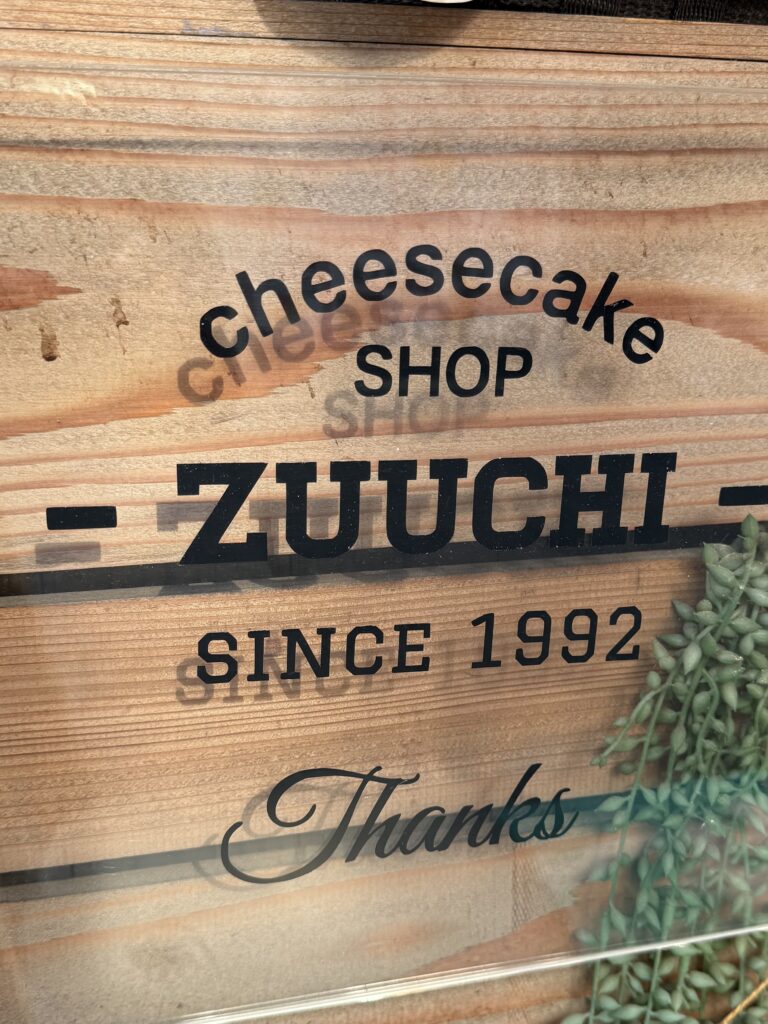 cheesecake
SHOP
- ZUUCHI -
SINCE 1992
Thanks